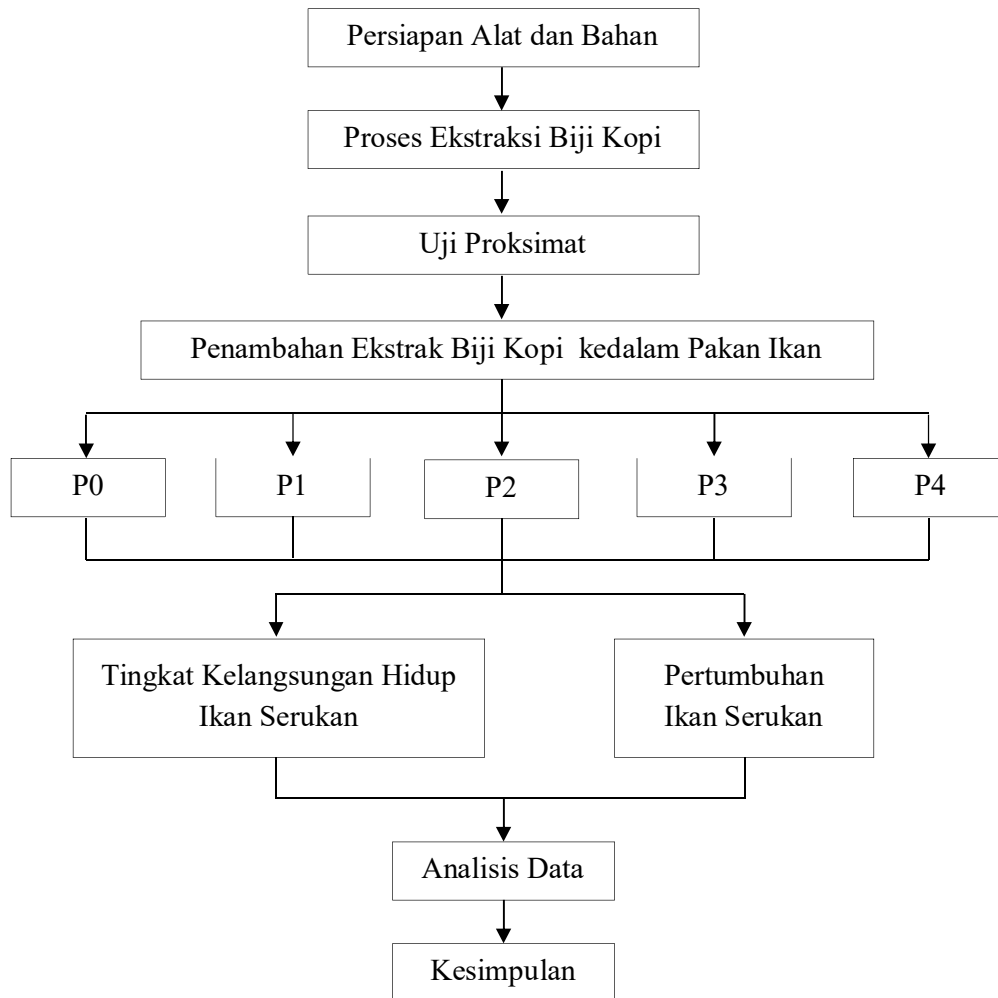 Persiapan Alat dan Bahan
Proses Ekstraksi Biji Kopi
Uji Proksimat
Penambahan Ekstrak Biji Kopi kedalam Pakan Ikan
P0
P1
P2
P3
P4
Tingkat Kelangsungan Hidup
Ikan Serukan
Pertumbuhan
Ikan Serukan
Analisis Data
Kesimpulan